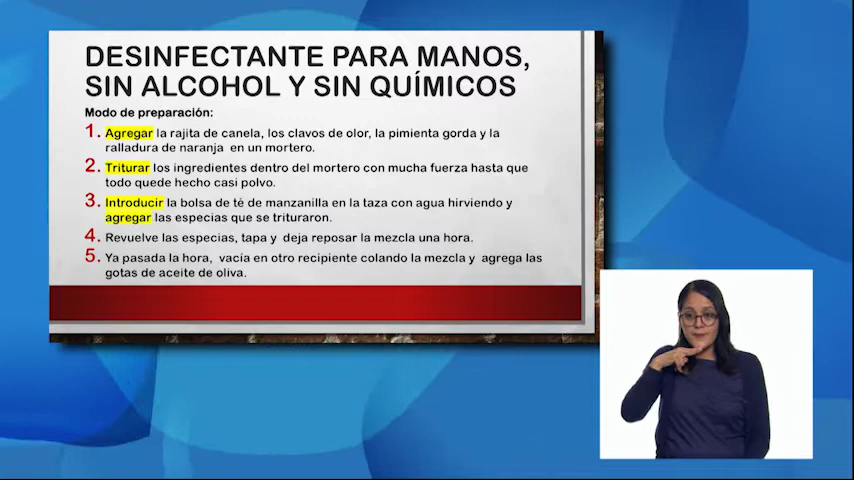 DESINFECTANTE PARA MANOS,
SIN ALCOHOL Y SIN QUÍMICOS
Modo de preparación:
1. Agregar la rajita de canela, los clavos de olor, la pimienta gorda y la
ralladura de naranja en un mortero.
2. Triturar los ingredientes dentro del mortero con mucha fuerza hasta que
todo quede hecho casi polvo.
3. Introducir la bolsa de té de manzanilla en la taza con agua hirviendo y
agregar las especias que se trituraron.
4. Revuelve las especias, tapa y deja reposar la mezcla una hora.
5. Ya pasada la hora, vacía en otro recipiente colando la mezcla y agrega las
gotas de aceite de oliva.